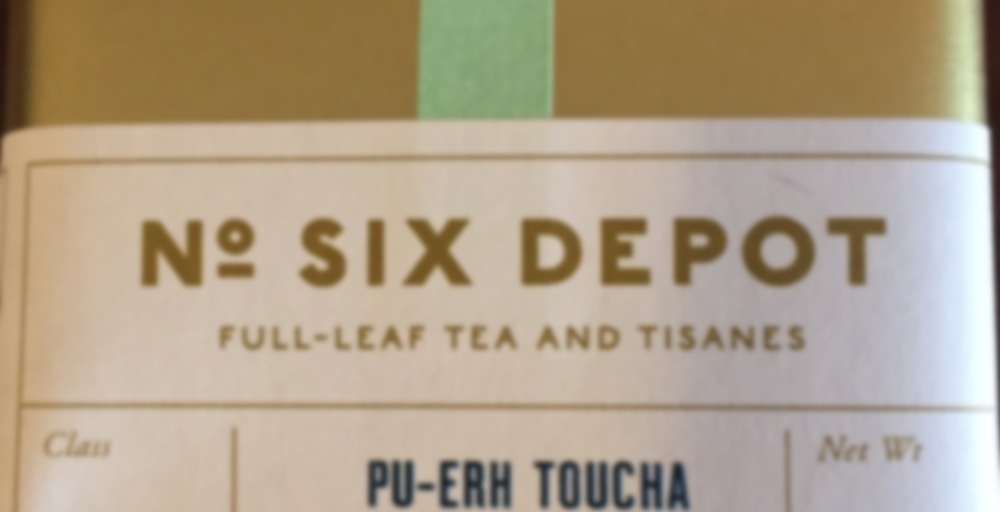 Nº SIX DEPOT
FULL-LEAF TEA AND TISANES
Class
PU-ERH TOUCHA
Net Wt